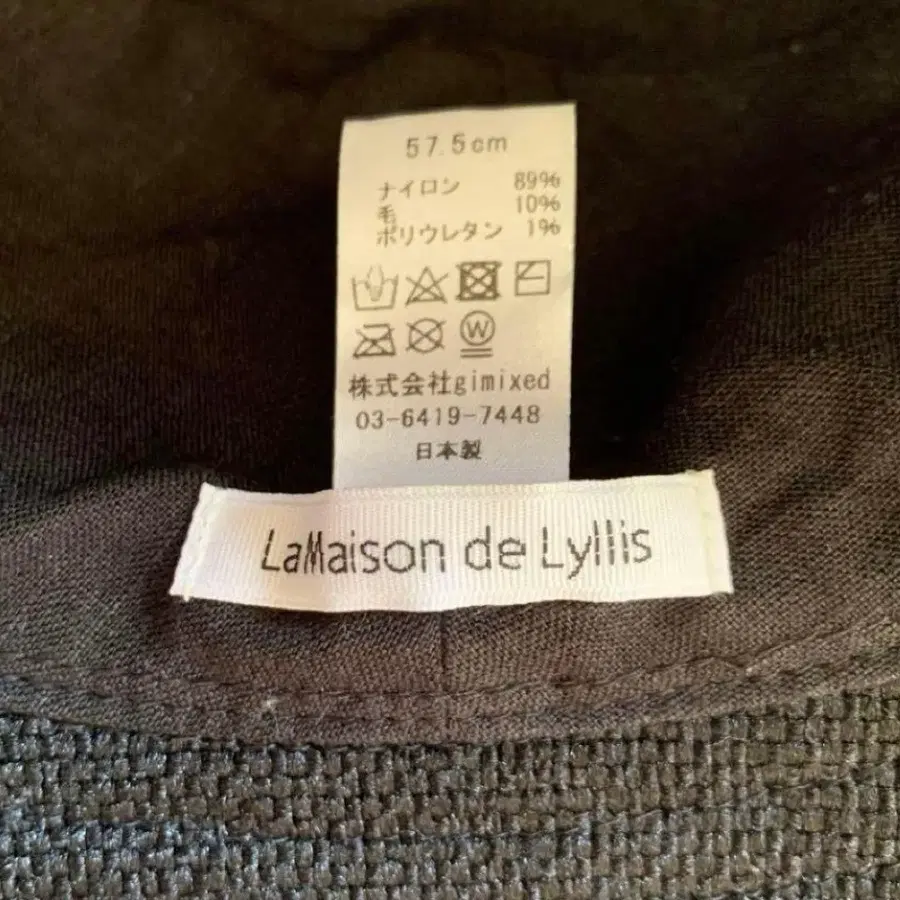 57.5cm
ナイロン 89%
毛 10%
ポリウレタン 1%
W
株式会社gimixed
03-6419-7448
日本製
LaMaison de Lyllis